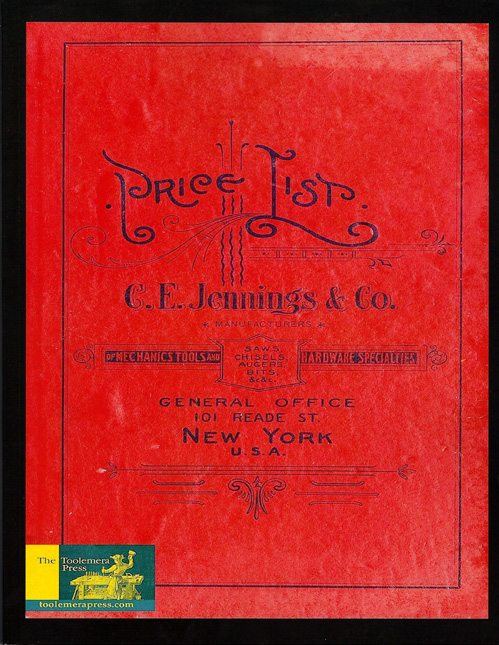 .PRICE LIST.
C. E. Jennings & Co.
MANUFACTURERS
OF MECHANICS TOOLS AND
SAWS,
CHISELS,
AUGERS
BITS,
&c &c.
HARDWARE SPECIALTIES
GENERAL OFFICE
101 READE ST.
NEW YORK
U.S.A.
The Toolemera
Press
toolemerapress.com